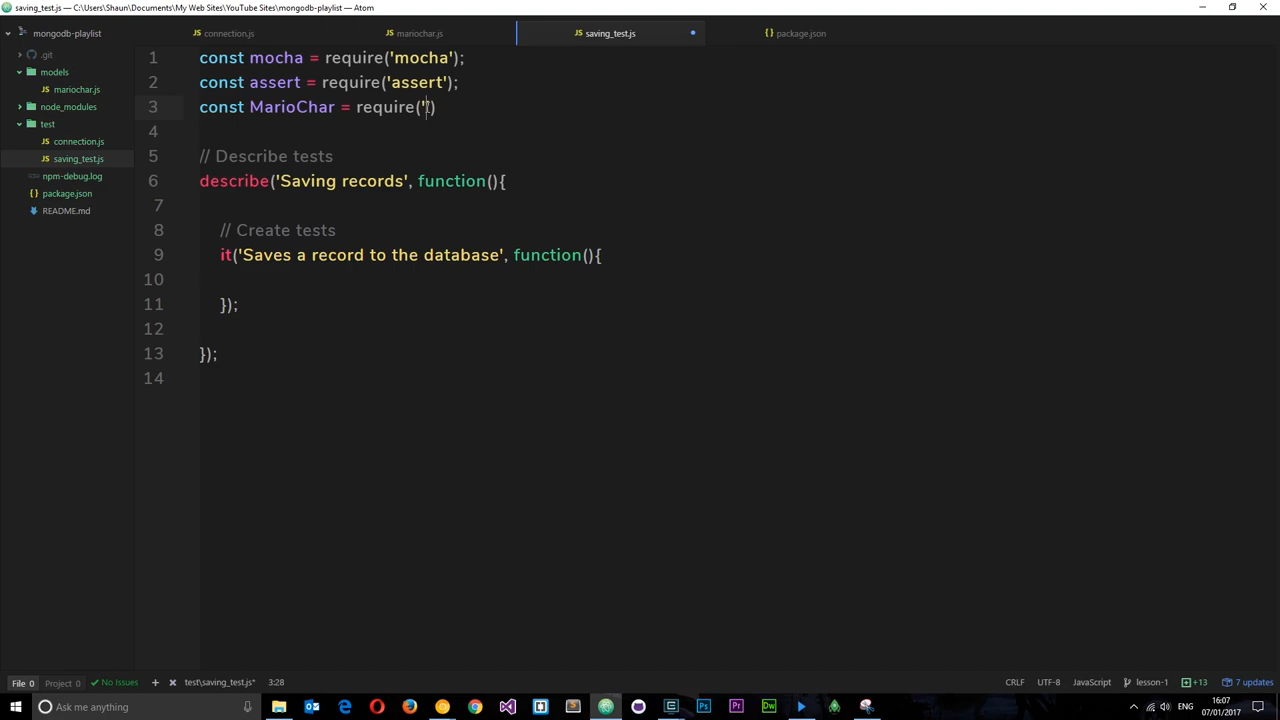 saving_test.js — C:\Users\Shaun\Documents\My Web Sites\YouTube Sites\mongodb-playlist — Atom
mongodb-playlist
connection.js
mariochar.js
saving_test.js
package.json
.git
models
mariochar.js
node_modules
test
connection.js
saving_test.js
npm-debug.log
package.json
README.md
1 const mocha = require('mocha');
2 const assert = require('assert');
3 const MarioChar = require('')
4
5 // Describe tests
6 describe('Saving records', function(){
7
8 // Create tests
9 it('Saves a record to the database', function(){
10
11 });
12
13 });
14
File 0 Project 0 No Issues test\saving_test.js* 3:28
CRLF UTF-8 JavaScript lesson-1 +13 7 updates
Ask me anything
ENG
16:07
07/01/2017